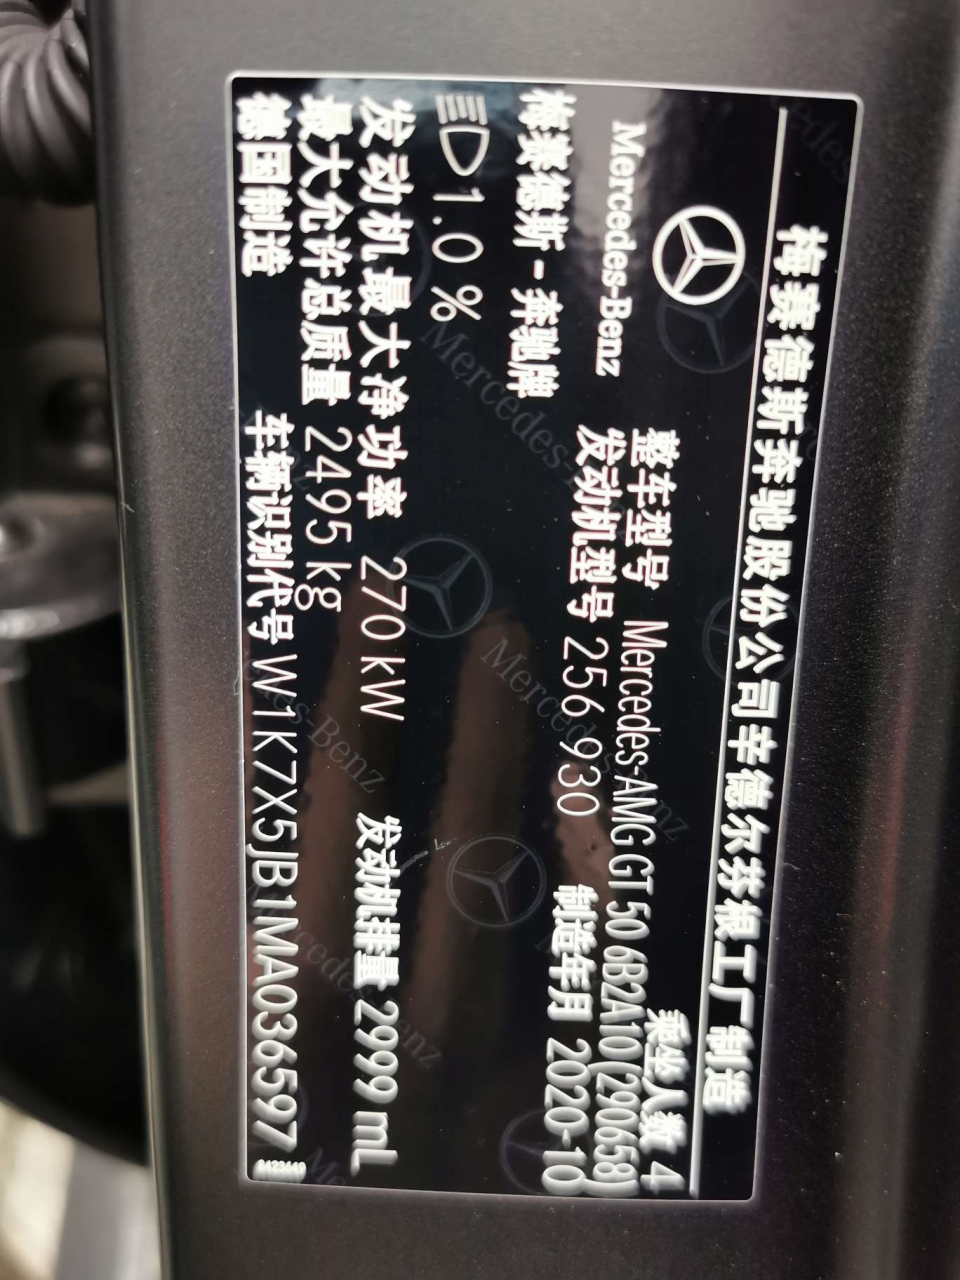 梅赛德斯奔驰股份公司辛德尔芬根工厂制造
Mercedes-Benz
梅赛德斯-奔驰牌
乘坐人数 4
整车型号 Mercedes-AMG GT 50 6B2A10(290658)
发动机型号 256 930 制造年月 2020-10
1.0 %
发动机最大净功率 270 kW 发动机排量 2999 mL
最大允许总质量 2495 kg
德国制造 车辆识别代号 W1K7X5JB1MA036597